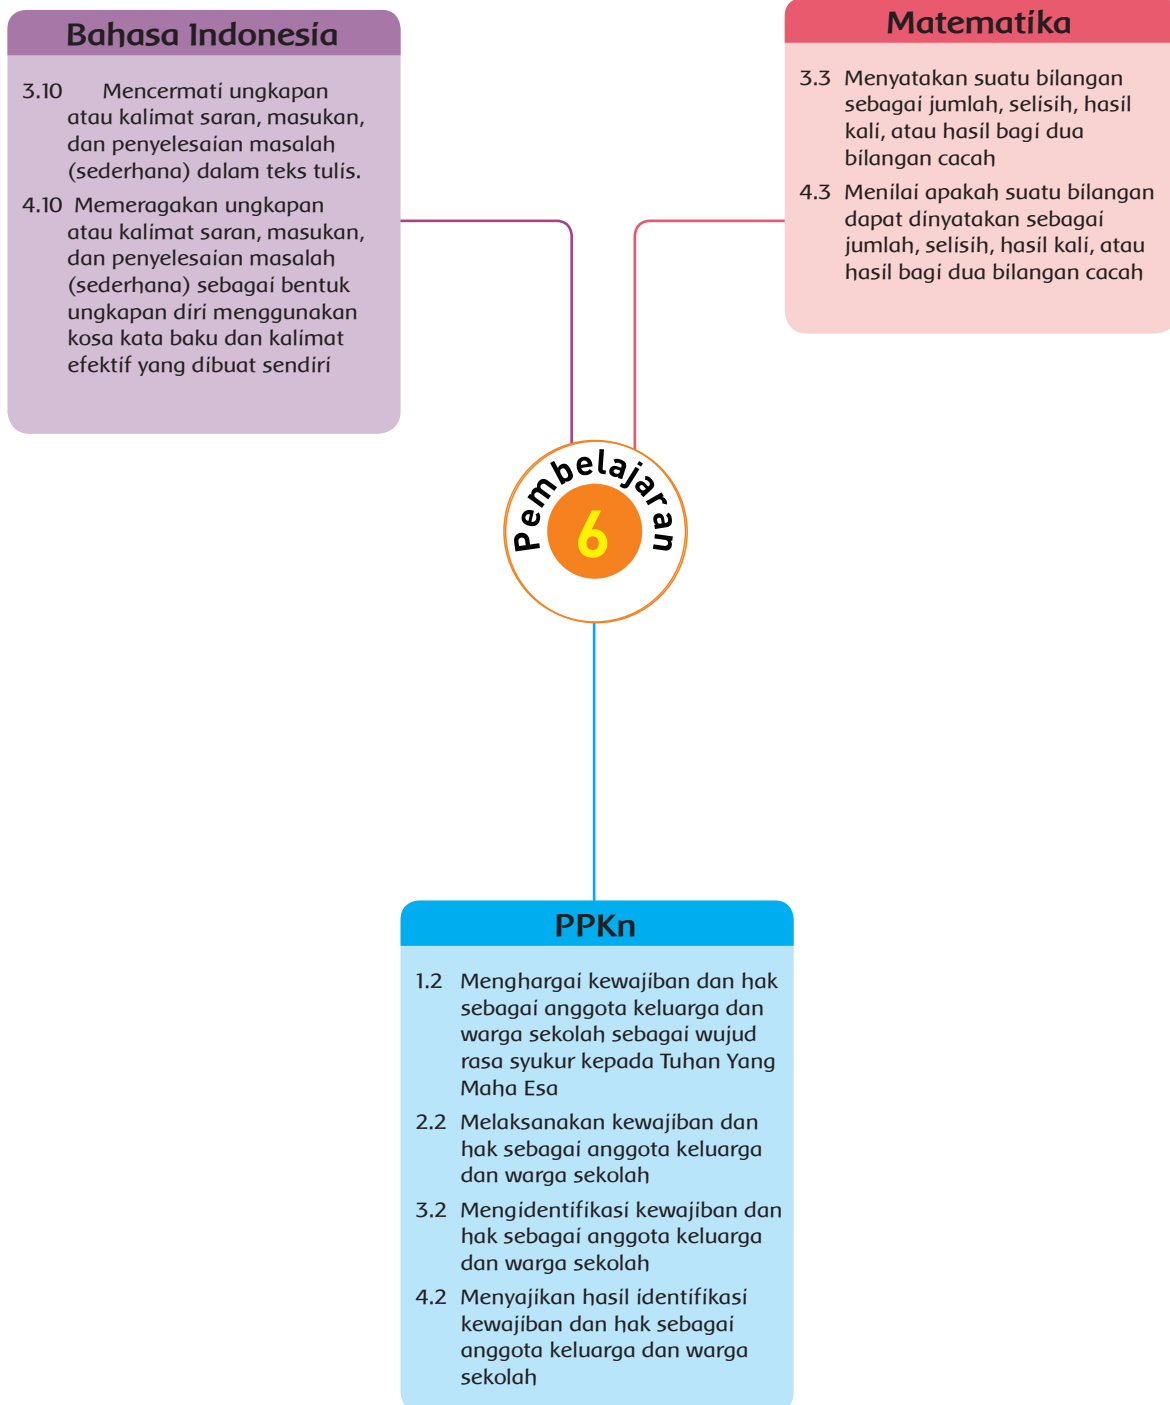 Bahasa Indonesia
3.10 Mencermati ungkapan
atau kalimat saran, masukan,
dan penyelesaian masalah
(sederhana) dalam teks tulis.
4.10 Memeragakan ungkapan
atau kalimat saran, masukan,
dan penyelesaian masalah
(sederhana) sebagai bentuk
ungkapan diri menggunakan
kosa kata baku dan kalimat
efektif yang dibuat sendiri
Matematika
3.3 Menyatakan suatu bilangan
sebagai jumlah, selisih, hasil
kali, atau hasil bagi dua
bilangan cacah
4.3 Menilai apakah suatu bilangan
dapat dinyatakan sebagai
jumlah, selisih, hasil kali, atau
hasil bagi dua bilangan cacah
Pembelajaran
6
PPKn
1.2 Menghargai kewajiban dan hak
sebagai anggota keluarga dan
warga sekolah sebagai wujud
rasa syukur kepada Tuhan Yang
Maha Esa
2.2 Melaksanakan kewajiban dan
hak sebagai anggota keluarga
dan warga sekolah
3.2 Mengidentifikasi kewajiban dan
hak sebagai anggota keluarga
dan warga sekolah
4.2 Menyajikan hasil identifikasi
kewajiban dan hak sebagai
anggota keluarga dan warga
sekolah